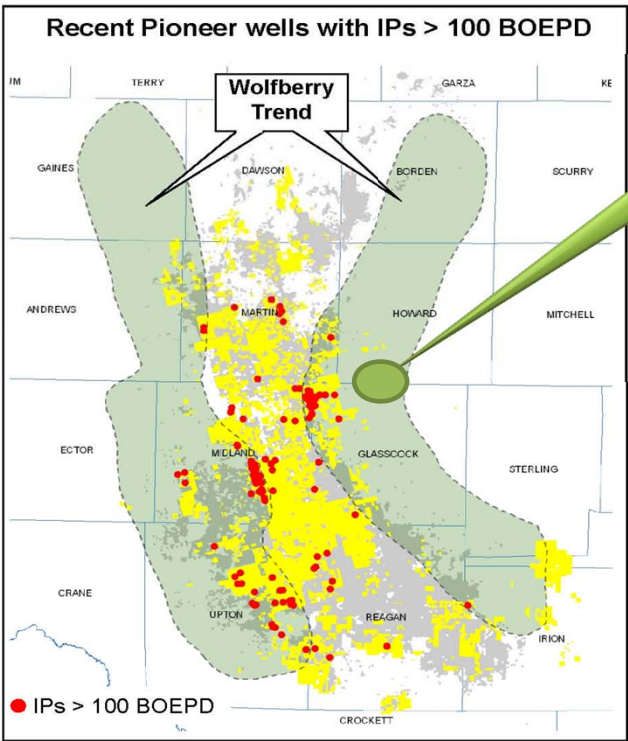 Recent Pioneer wells with IPs > 100 BOEPD
TERRY
GARZA
KE
Wolfberry
Trend
GAINES
DAWSON
BORDEN
SCURRY
ANDREWS
MARTIN
HOWARD
MITCHELL
ECTOR
MIDLAND
GLASSCOCK
STERLING
CRANE
UPTON
REAGAN
IRION
IPs > 100 BOEPD
CROCKETT